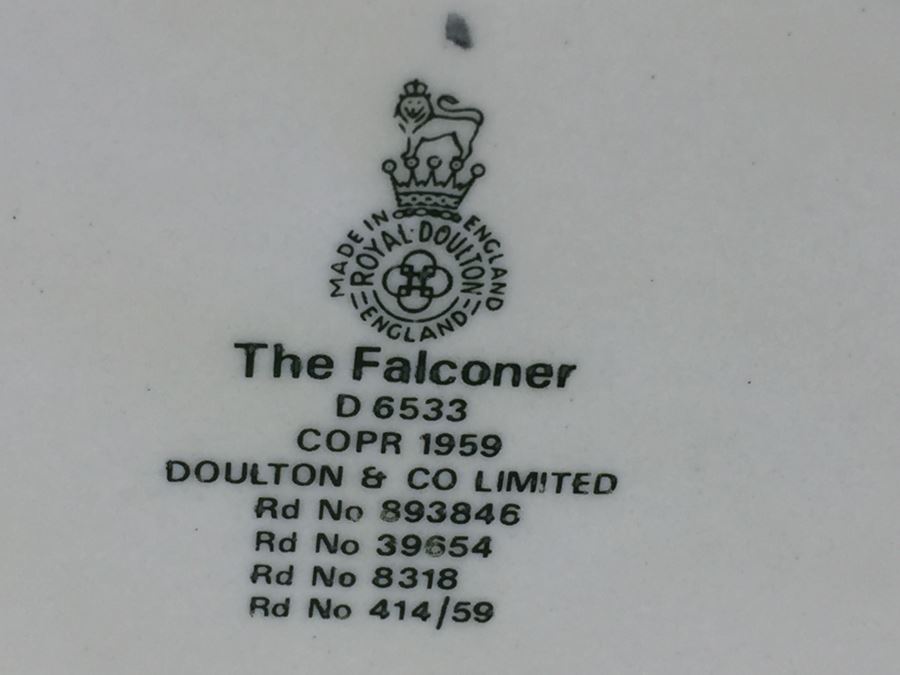 MADE IN ENGLAND
ROYAL·DOULTON
ENGLAND
The Falconer
D 6533
COPR 1959
DOULTON & CO LIMITED
Rd No 893846
Rd No 39654
Rd No 8318
Rd No 414/59